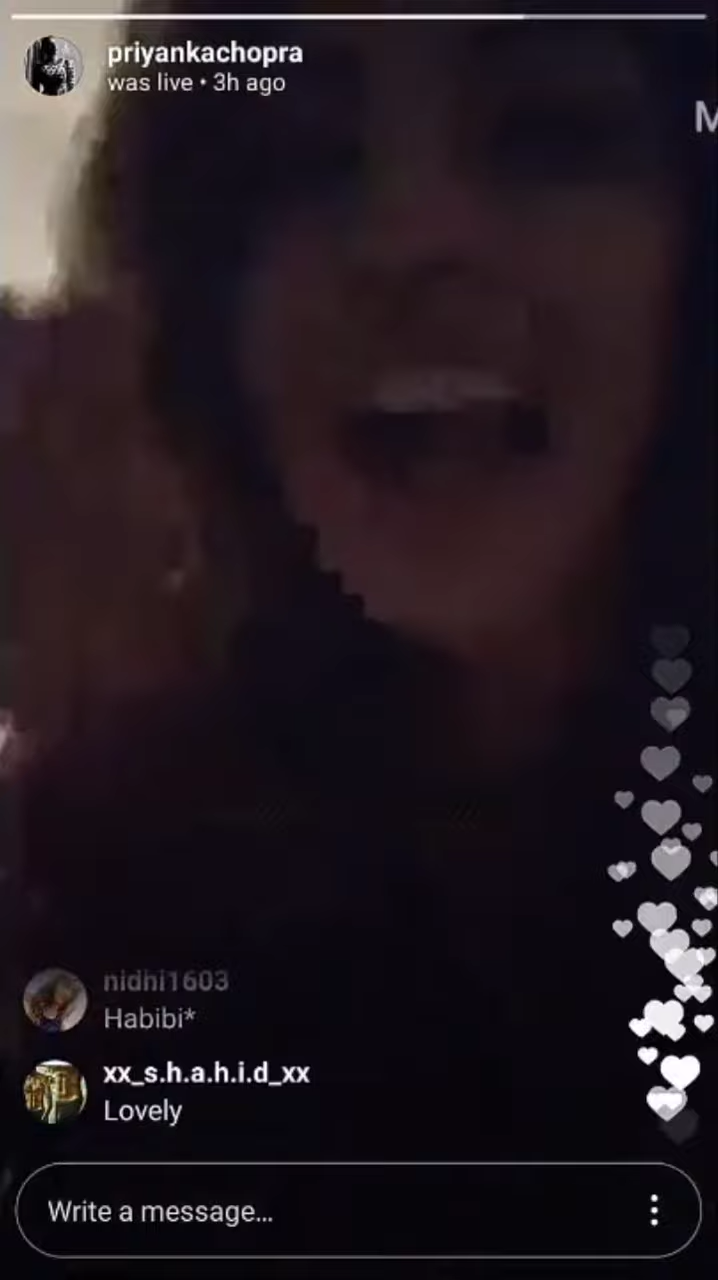 priyankachopra
was live • 3h ago
M
nidhi1603
Habibi*
xx_s.h.a.h.i.d_xx
Lovely
Write a message...